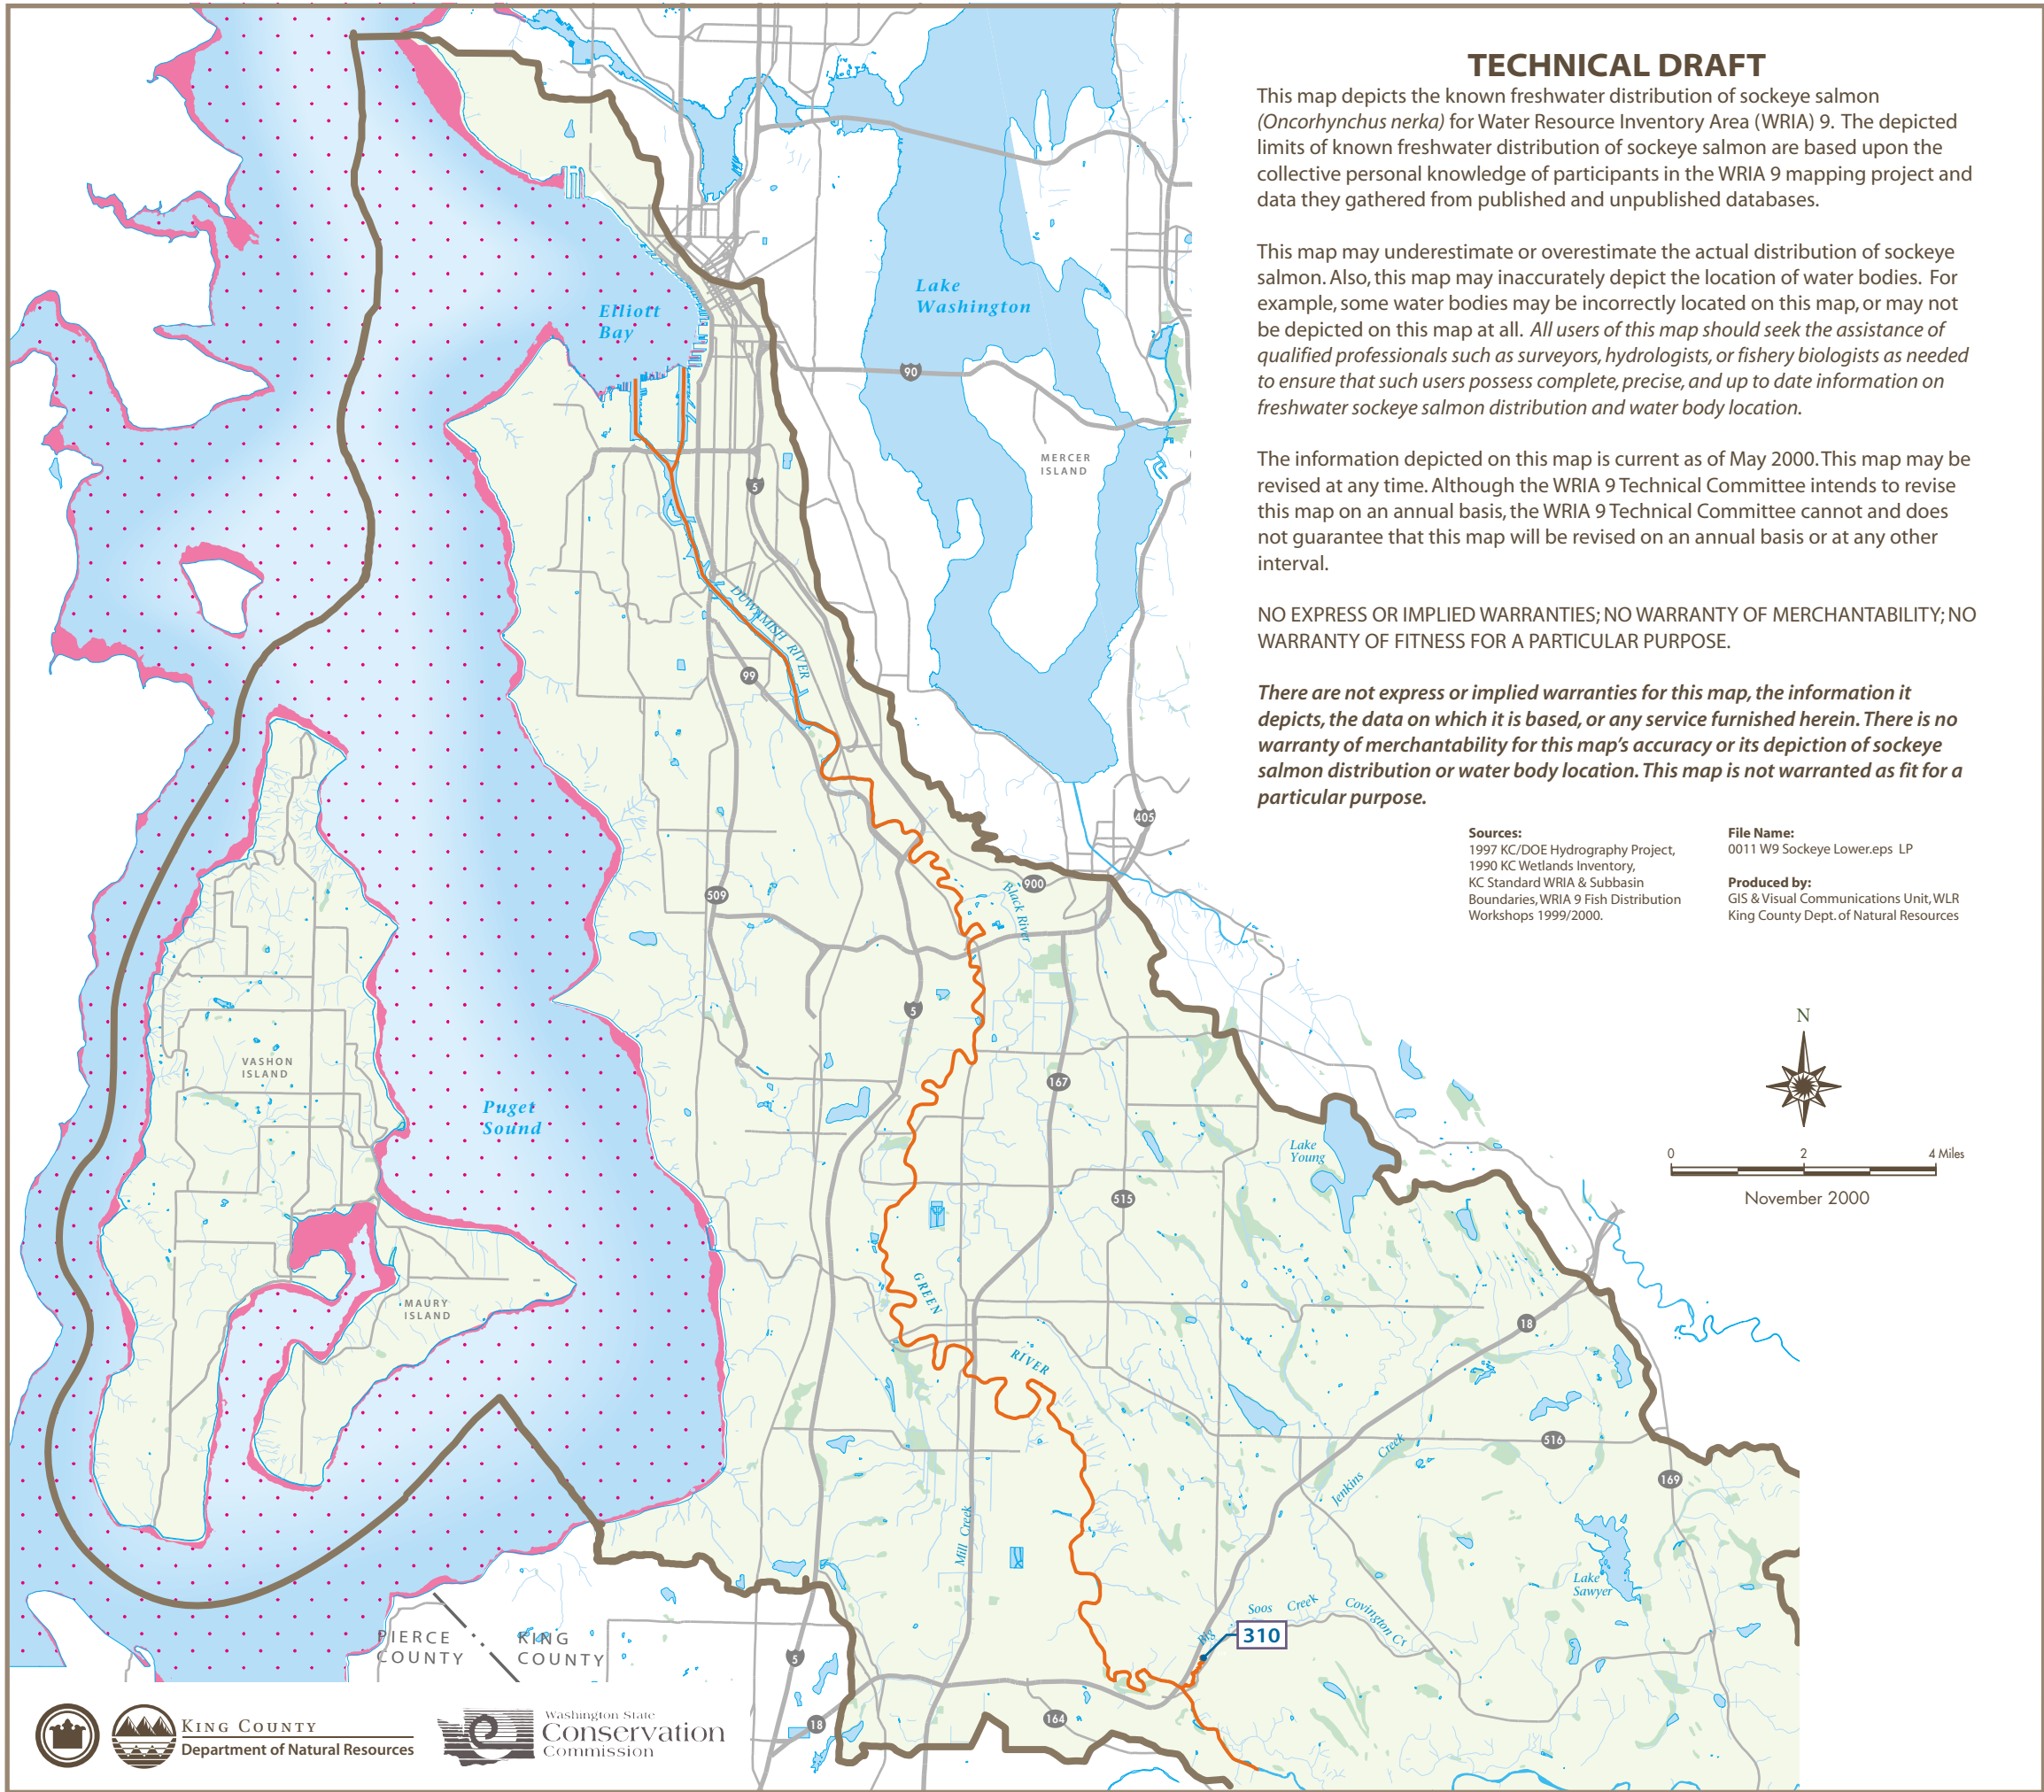 TECHNICAL DRAFT
This map depicts the known freshwater distribution of sockeye salmon
(Oncorhynchus nerka) for Water Resource Inventory Area (WRIA) 9. The depicted
limits of known freshwater distribution of sockeye salmon are based upon the
collective personal knowledge of participants in the WRIA 9 mapping project and
data they gathered from published and unpublished databases.
This map may underestimate or overestimate the actual distribution of sockeye
salmon. Also, this map may inaccurately depict the location of water bodies. For
example, some water bodies may be incorrectly located on this map, or may not
be depicted on this map at all. All users of this map should seek the assistance of
qualified professionals such as surveyors, hydrologists, or fishery biologists as needed
to ensure that such users possess complete, precise, and up to date information on
freshwater sockeye salmon distribution and water body location.
The information depicted on this map is current as of May 2000. This map may be
revised at any time. Although the WRIA 9 Technical Committee intends to revise
this map on an annual basis, the WRIA 9 Technical Committee cannot and does
not guarantee that this map will be revised on an annual basis or at any other
interval.
NO EXPRESS OR IMPLIED WARRANTIES; NO WARRANTY OF MERCHANTABILITY; NO
WARRANTY OF FITNESS FOR A PARTICULAR PURPOSE.
There are not express or implied warranties for this map, the information it
depicts, the data on which it is based, or any service furnished herein. There is no
warranty of merchantability for this map's accuracy or its depiction of sockeye
salmon distribution or water body location. This map is not warranted as fit for a
particular purpose.
Sources:
1997 KC/DOE Hydrography Project,
1990 KC Wetlands Inventory,
KC Standard WRIA & Subbasin
Boundaries, WRIA 9 Fish Distribution
Workshops 1999/2000.
File Name:
0011 W9 Sockeye Lower.eps LP
Produced by:
GIS & Visual Communications Unit, WLR
King County Dept. of Natural Resources
N
0 2 4 Miles
November 2000
Lake
Washington
Elliott
Bay
90
MERCER
ISLAND
5
DUWAMISH RIVER
99
405
900
Black River
509
5
VASHON
ISLAND
167
Puget
Sound
Lake
Young
515
GREEN
RIVER
MAURY
ISLAND
18
516
Jenkins Creek
169
Mill Creek
Lake
Sawyer
Big Soos Creek
Covington Cr
310
PIERCE
COUNTY
KING
COUNTY
5
18
164
KING COUNTY
Department of Natural Resources
Washington State
Conservation
Commission